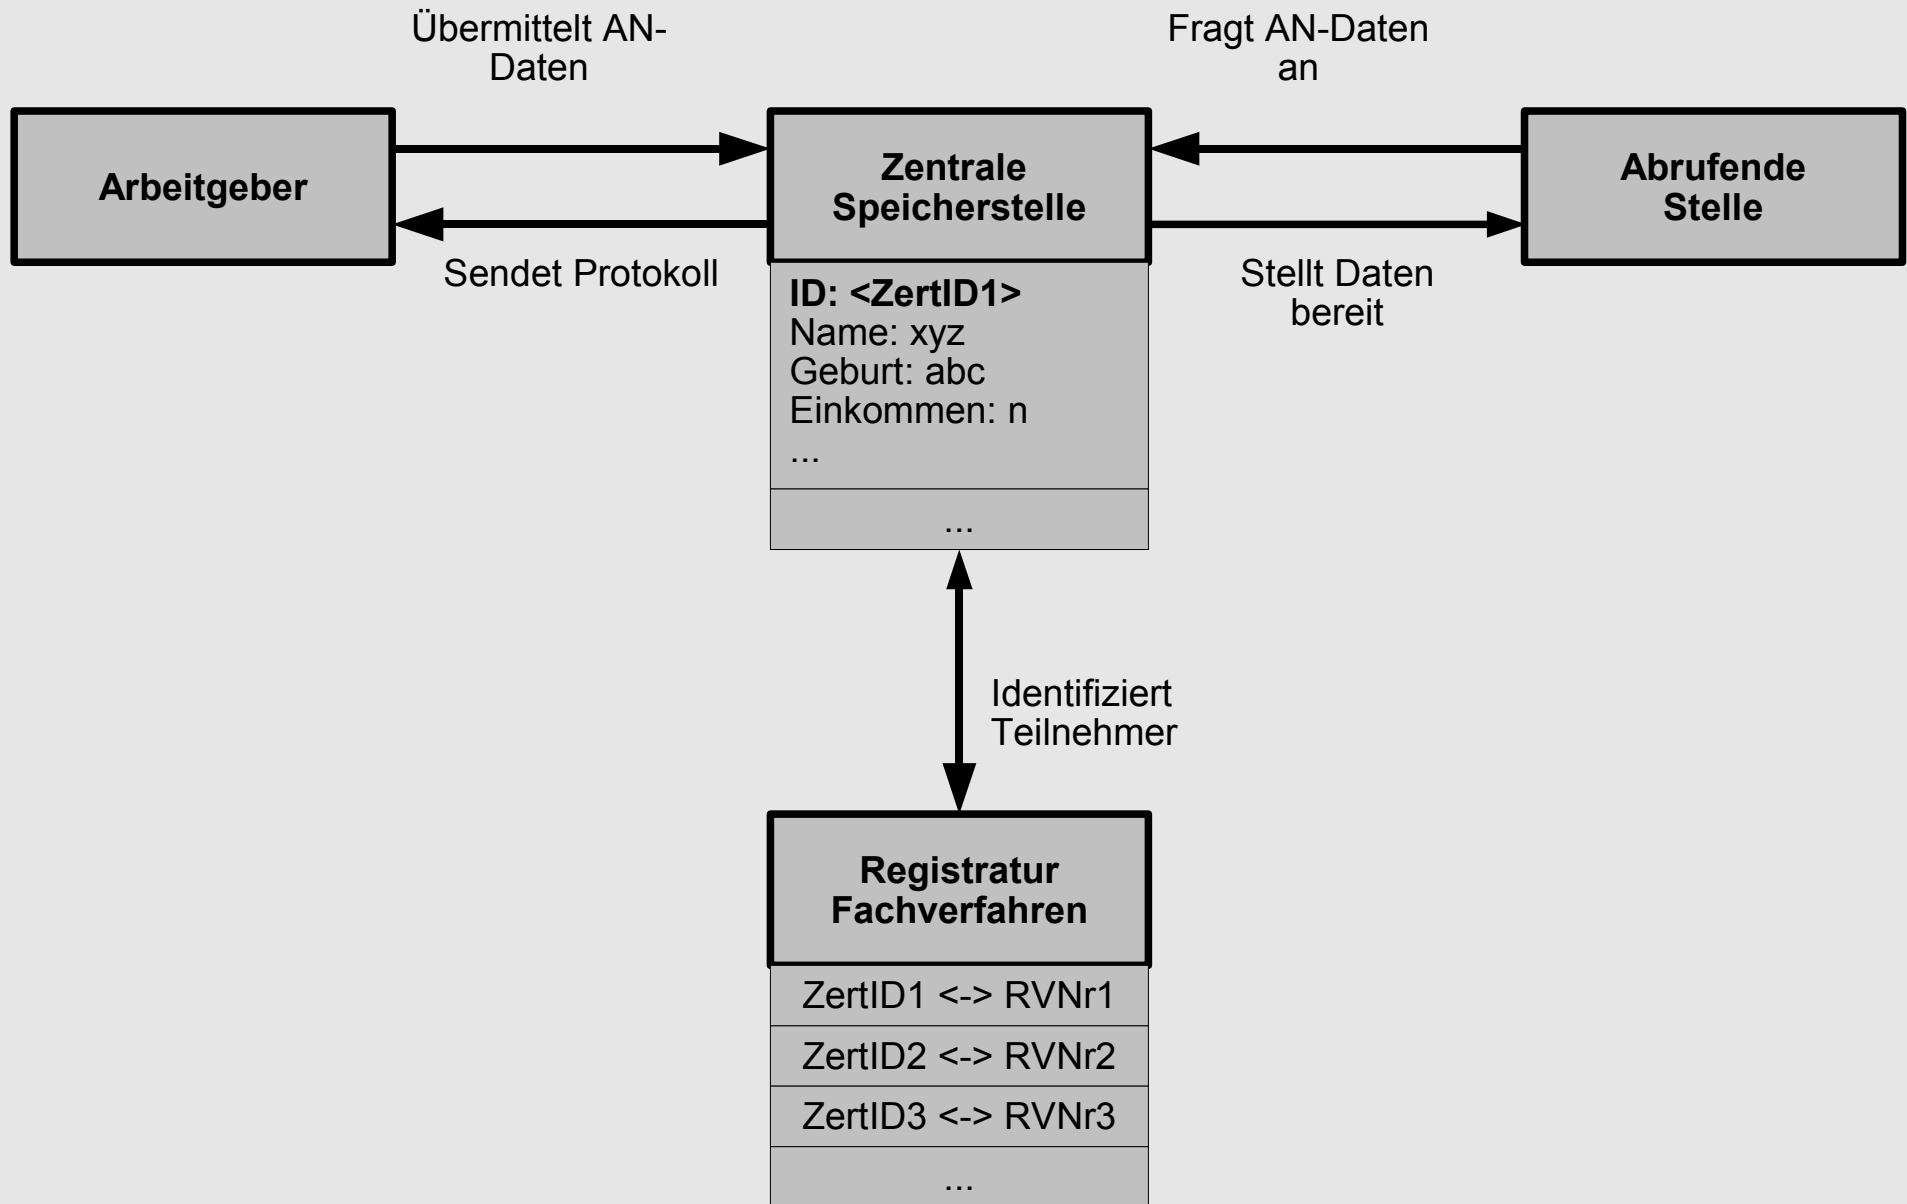 Übermittelt AN-
Daten
Fragt AN-Daten
an
Arbeitgeber
Zentrale
Speicherstelle
Abrufende
Stelle
Sendet Protokoll
Stellt Daten
bereit
ID: <ZertID1>
Name: xyz
Geburt: abc
Einkommen: n
...
...
Identifiziert
Teilnehmer
Registratur
Fachverfahren
ZertID1 <-> RVNr1
ZertID2 <-> RVNr2
ZertID3 <-> RVNr3
...